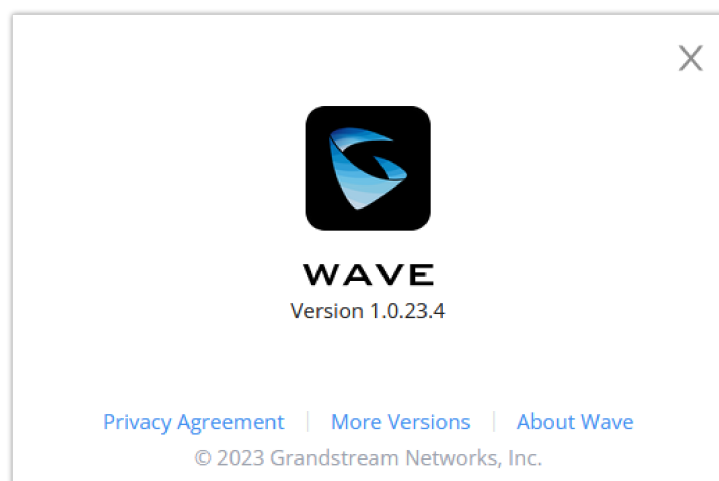 WAVE
Version 1.0.23.4
Privacy Agreement | More Versions | About Wave
© 2023 Grandstream Networks, Inc.